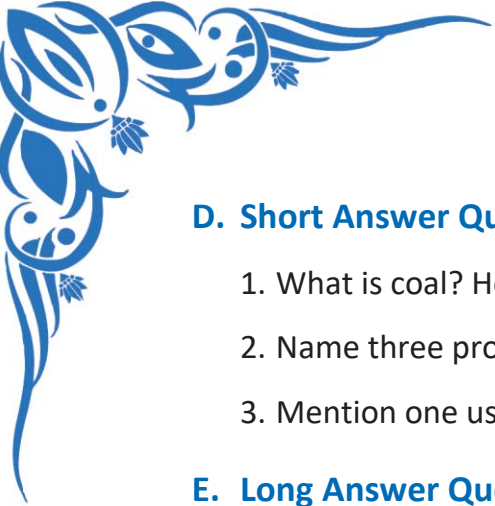 D. Short Answer Qu
1. What is coal? H
2. Name three pro
3. Mention one us
E. Long Answer Qu